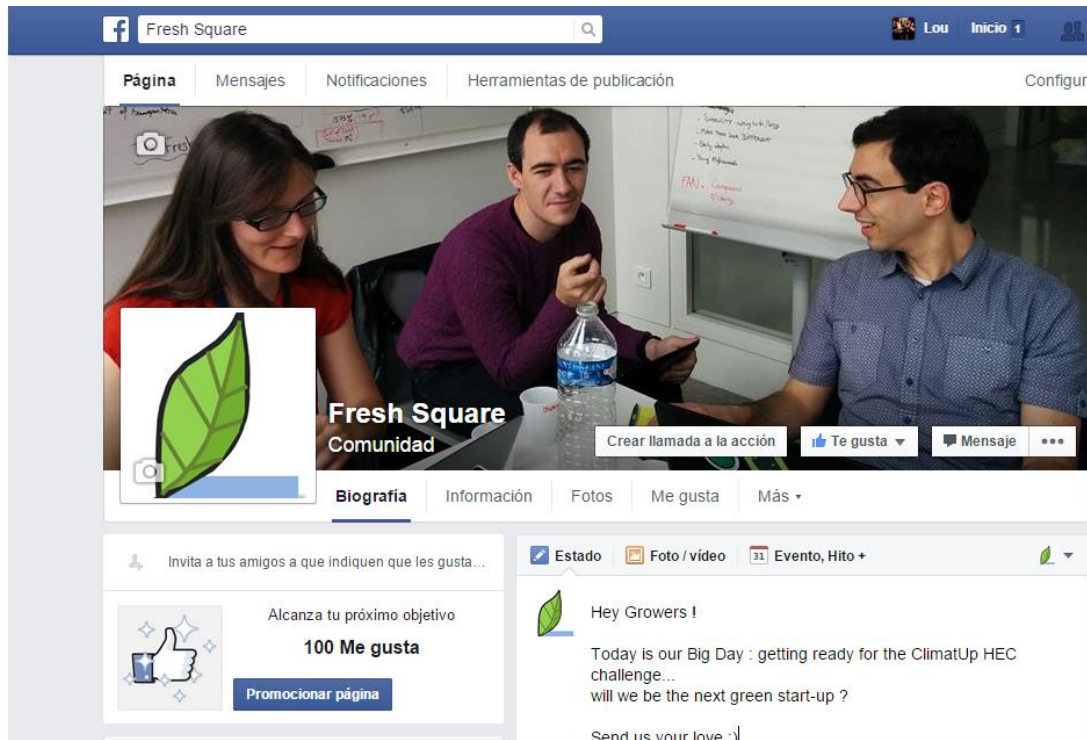 Fresh Square
Lou
Inicio 1
Página
Mensajes
Notificaciones
Herramientas de publicación
Configur
FAN.
Fresh Square
Comunidad
Crear llamada a la acción
Te gusta
Mensaje
Biografía
Información
Fotos
Me gusta
Más
Invita a tus amigos a que indiquen que les gusta...
Estado
Foto / vídeo
31
Evento, Hito +
Alcanza tu próximo objetivo
100 Me gusta
Promocionar página
Hey Growers !
Today is our Big Day : getting ready for the ClimatUp HEC
challenge...
will we be the next green start-up ?
Send us your love :)